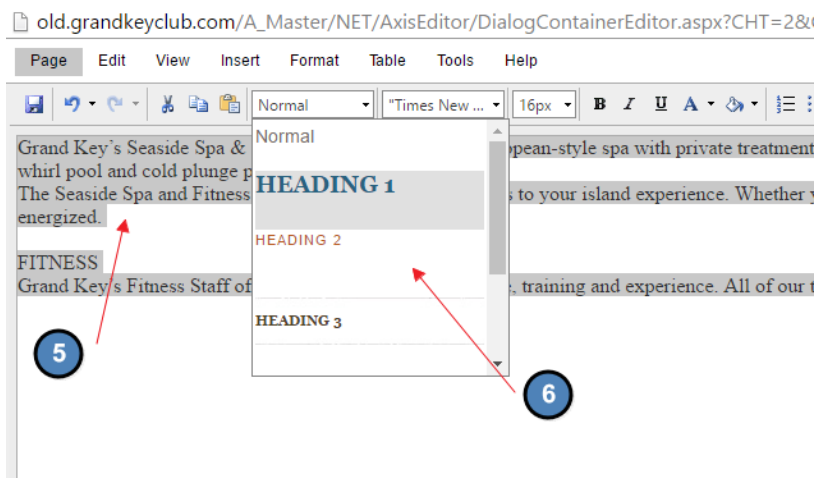 old.grandkeyclub.com/A_Master/NET/AxisEditor/DialogContainerEditor.aspx?CHT=2&
Page Edit View Insert Format Table Tools Help
Normal "Times New ... 16px B I U A
Normal
HEADING 1
HEADING 2
HEADING 3
Grand Key's Seaside Spa & pean-style spa with private treatment
whirl pool and cold plunge p
The Seaside Spa and Fitness s to your island experience. Whether y
energized.
FITNESS
Grand Key's Fitness Staff of , training and experience. All of our t
5
6